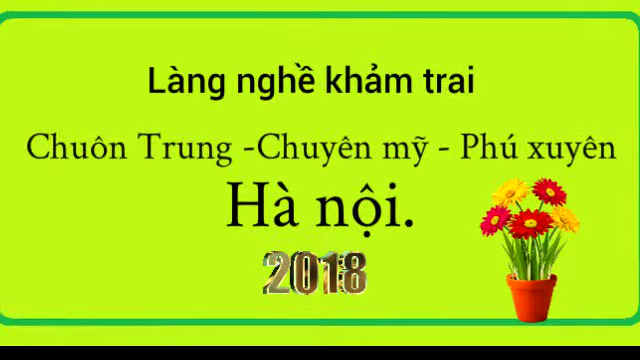 Làng nghề khảm trai
Chuôn Trung -Chuyên mỹ - Phú xuyên
Hà nội.
2018